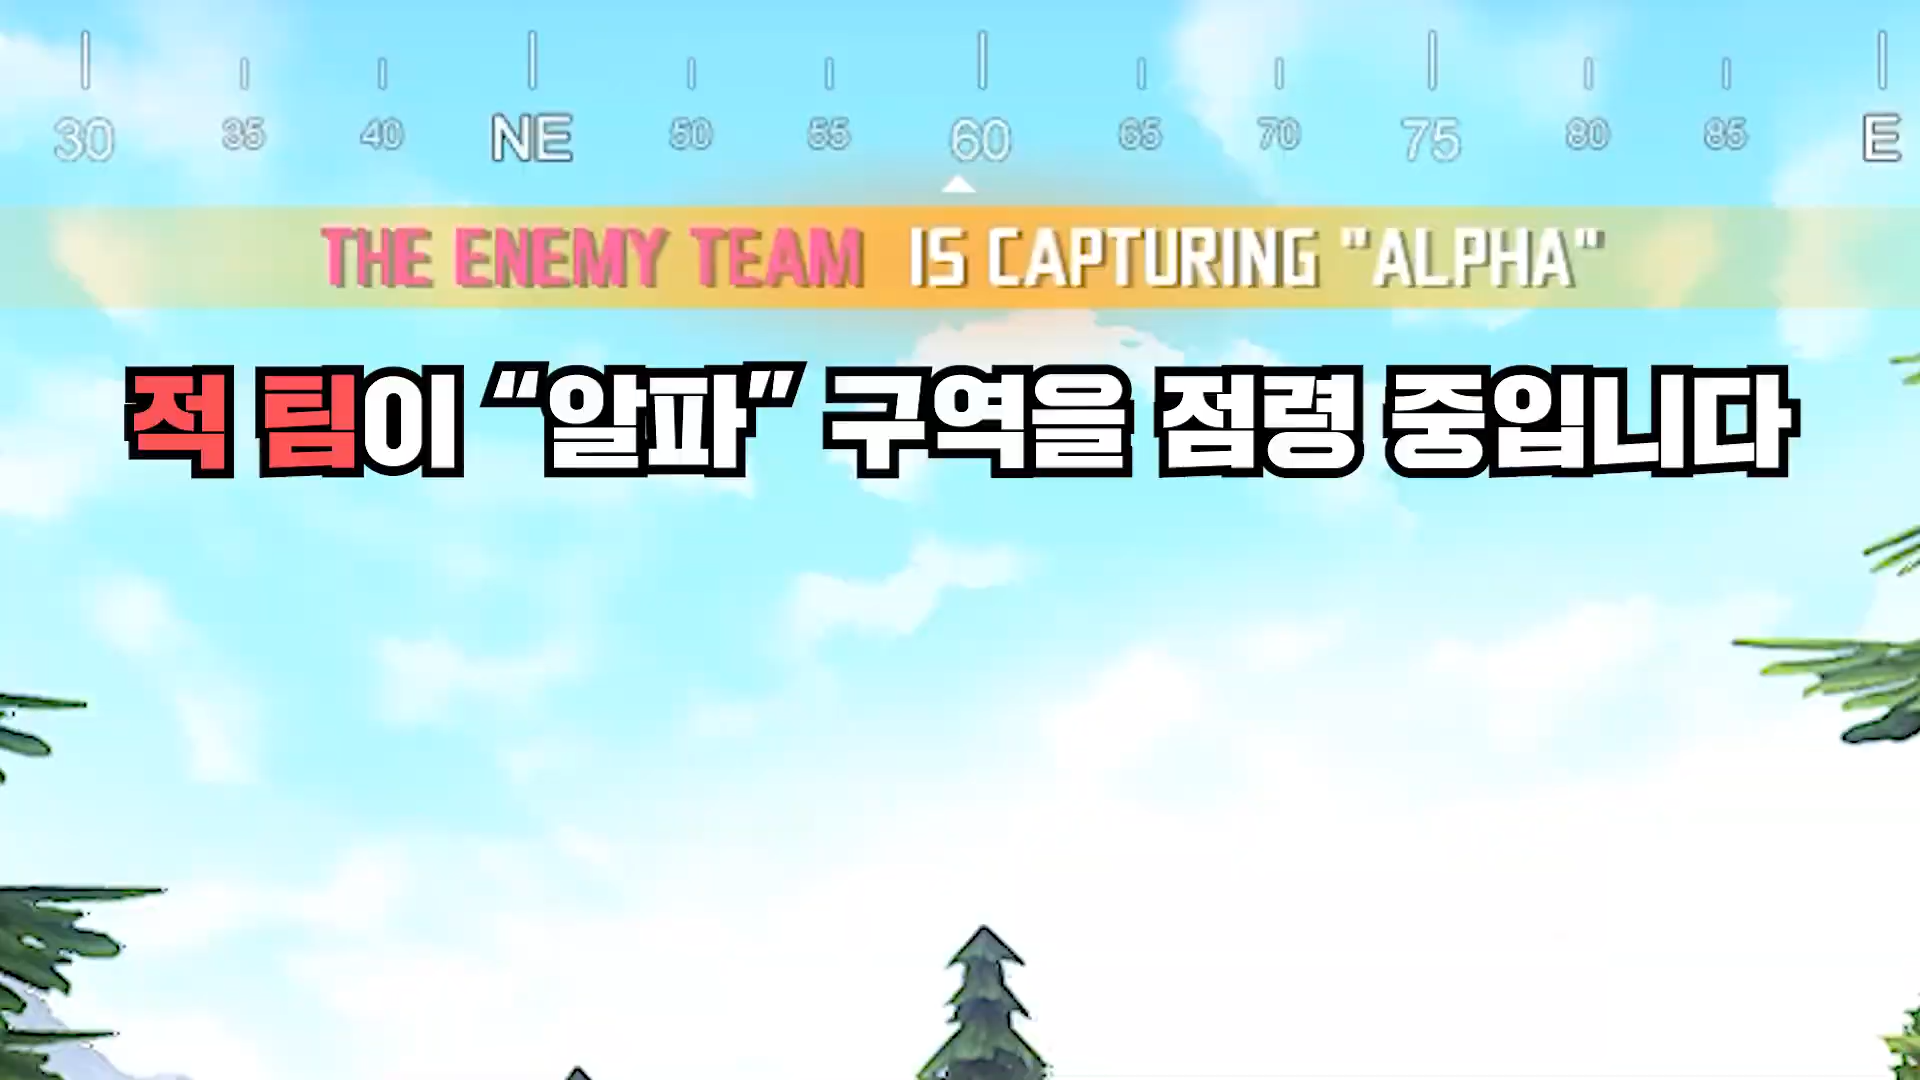 30 35 40 NE 50 55 60 65 70 75 80 85 E
THE ENEMY TEAM IS CAPTURING "ALPHA"
적 팀이 “알파” 구역을 점령 중입니다